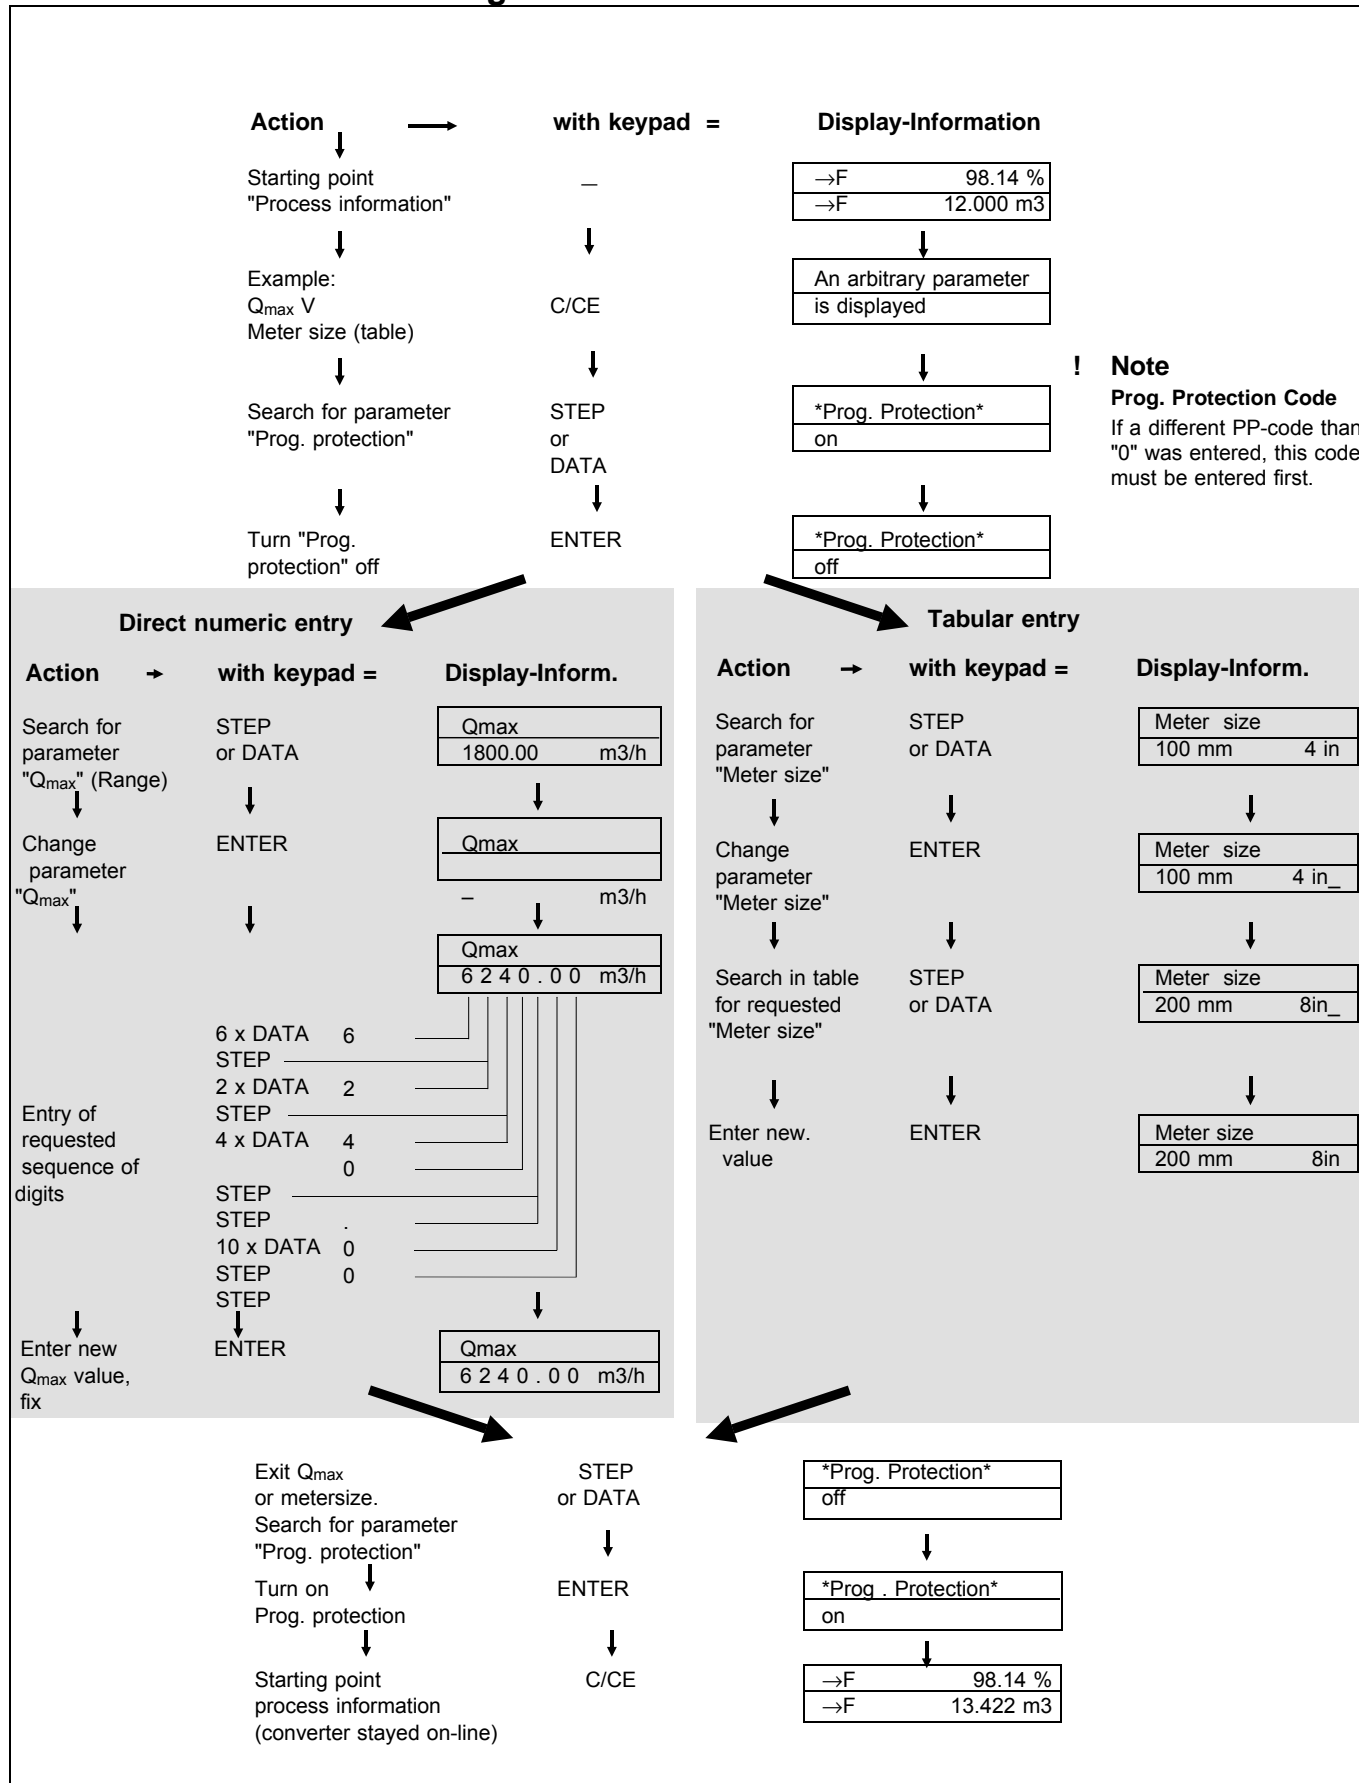 Action → with keypad = Display-Information
Starting point
"Process information"
–
→F 98.14 %
→F 12.000 m3
Example:
Qmax V
Meter size (table)
C/CE
An arbitrary parameter
is displayed
! Note
Prog. Protection Code
If a different PP-code than
"0" was entered, this code
must be entered first.
Search for parameter
"Prog. protection"
STEP
or
DATA
*Prog. Protection*
on
Turn "Prog.
protection" off
ENTER
*Prog. Protection*
off
Direct numeric entry
Action → with keypad = Display-Inform.
Search for
parameter
"Qmax" (Range)
STEP
or DATA
Qmax
1800.00 m3/h
Change
parameter
"Qmax"
ENTER
Qmax
– m3/h
Qmax
6 2 4 0 . 0 0 m3/h
Entry of
requested
sequence of
digits
6 x DATA 6
STEP
2 x DATA 2
STEP
4 x DATA 4
0
STEP
STEP .
10 x DATA 0
STEP 0
STEP
Enter new
Qmax value,
fix
ENTER
Qmax
6 2 4 0 . 0 0 m3/h
Tabular entry
Action → with keypad = Display-Inform.
Search for
parameter
"Meter size"
STEP
or DATA
Meter size
100 mm 4 in
Change
parameter
"Meter size"
ENTER
Meter size
100 mm 4 in_
Search in table
for requested
"Meter size"
STEP
or DATA
Meter size
200 mm 8in_
Enter new.
value
ENTER
Meter size
200 mm 8in
Exit Qmax
or metersize.
Search for parameter
"Prog. protection"
STEP
or DATA
*Prog. Protection*
off
Turn on
Prog. protection
ENTER
*Prog . Protection*
on
Starting point
process information
(converter stayed on-line)
C/CE
→F 98.14 %
→F 13.422 m3